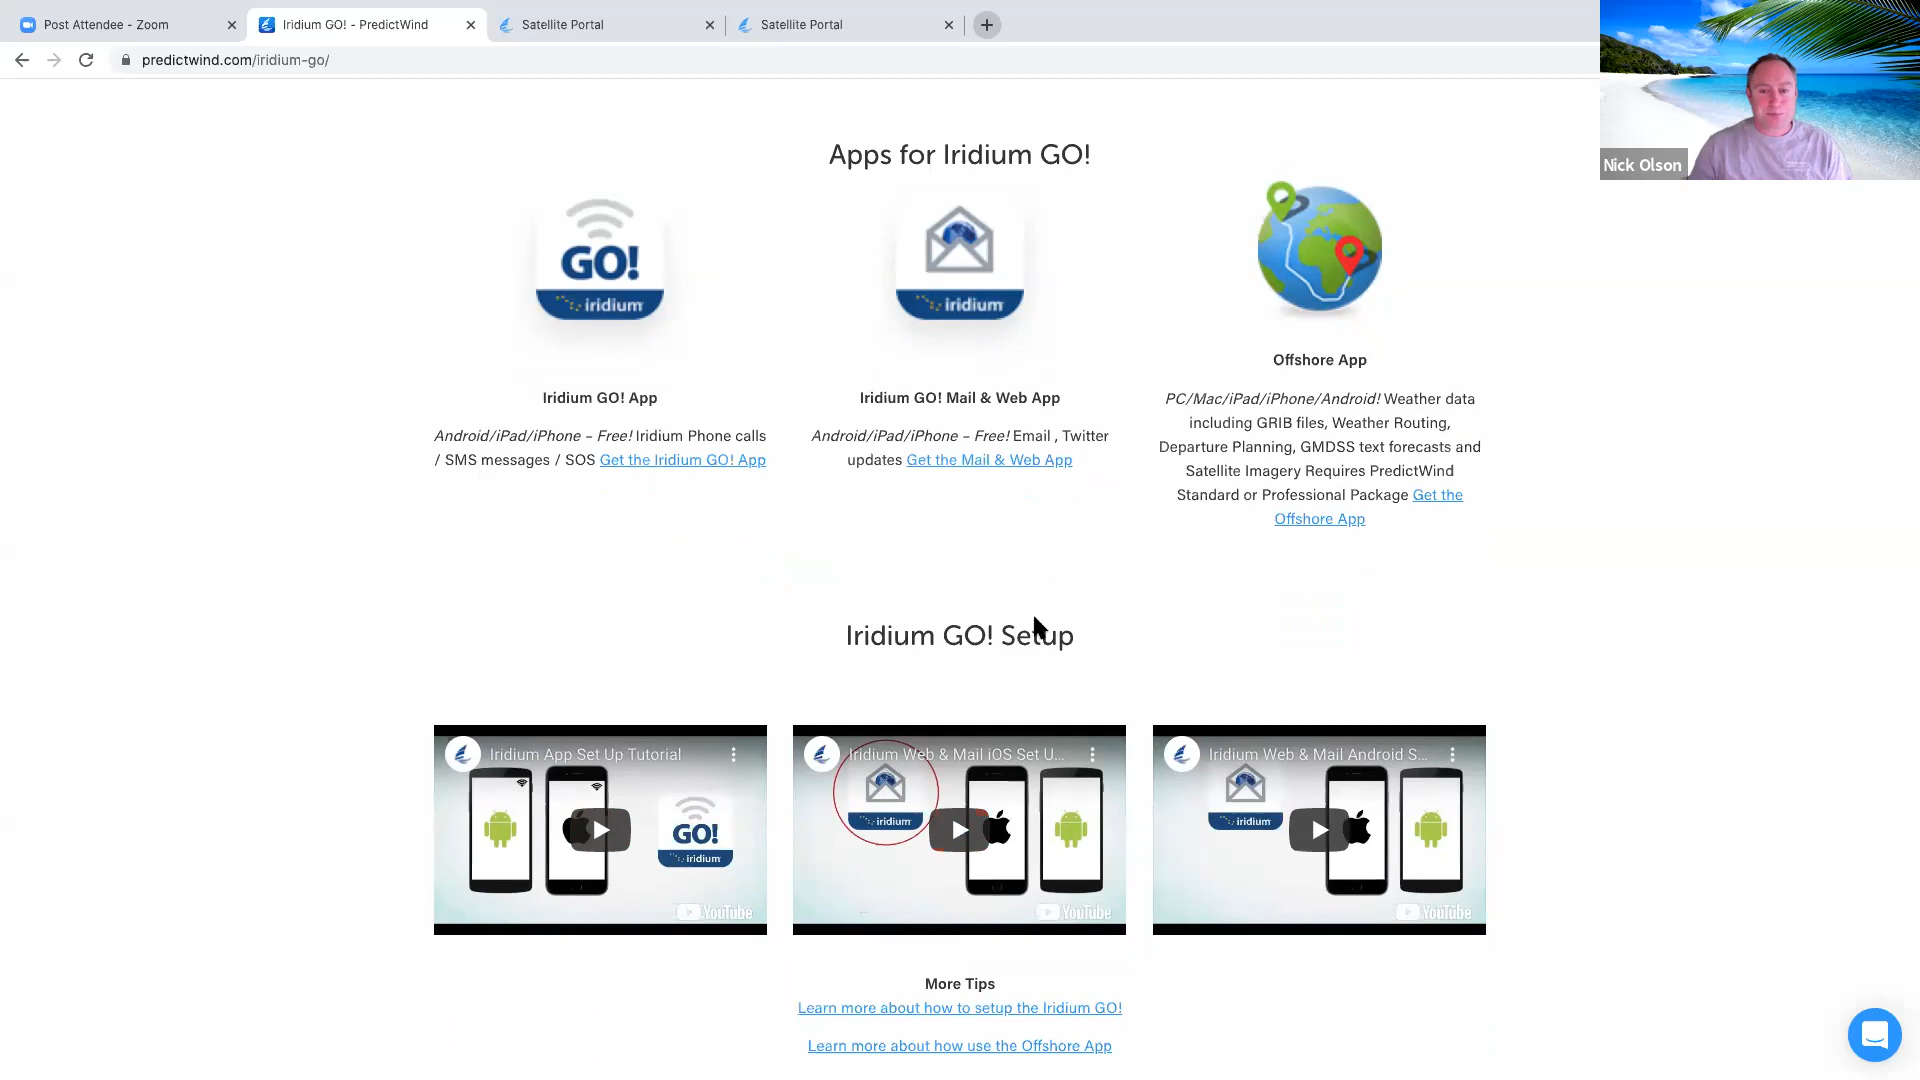 Post Attendee - Zoom
Iridium GO! - PredictWind
Satellite Portal
Satellite Portal
predictwind.com/iridium-go/
Nick Olson
Apps for Iridium GO!
GO!
iridium
iridium
Iridium GO! App
Android/iPad/iPhone – Free! Iridium Phone calls
/ SMS messages / SOS Get the Iridium GO! App
Iridium GO! Mail & Web App
Android/iPad/iPhone – Free! Email , Twitter
updates Get the Mail & Web App
Offshore App
PC/Mac/iPad/iPhone/Android! Weather data
including GRIB files, Weather Routing,
Departure Planning, GMDSS text forecasts and
Satellite Imagery Requires PredictWind
Standard or Professional Package Get the
Offshore App
Iridium GO! Setup
Iridium App Set Up Tutorial
GO!
iridium
YouTube
Iridium Web & Mail iOS Set U...
iridium
YouTube
Iridium Web & Mail Android S...
iridium
YouTube
More Tips
Learn more about how to setup the Iridium GO!
Learn more about how use the Offshore App